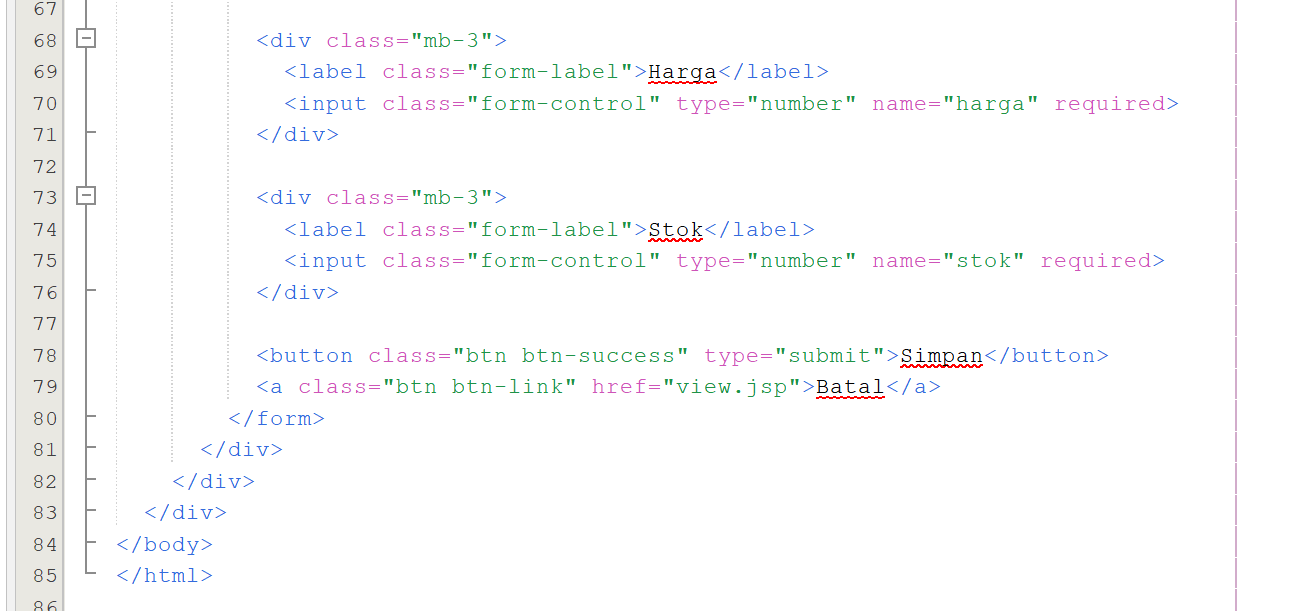 67
68 <div class="mb-3">
69 <label class="form-label">Harga</label>
70 <input class="form-control" type="number" name="harga" required>
71 </div>
72
73 <div class="mb-3">
74 <label class="form-label">Stok</label>
75 <input class="form-control" type="number" name="stok" required>
76 </div>
77
78 <button class="btn btn-success" type="submit">Simpan</button>
79 <a class="btn btn-link" href="view.jsp">Batal</a>
80 </form>
81 </div>
82 </div>
83 </div>
84 </body>
85 </html>
86